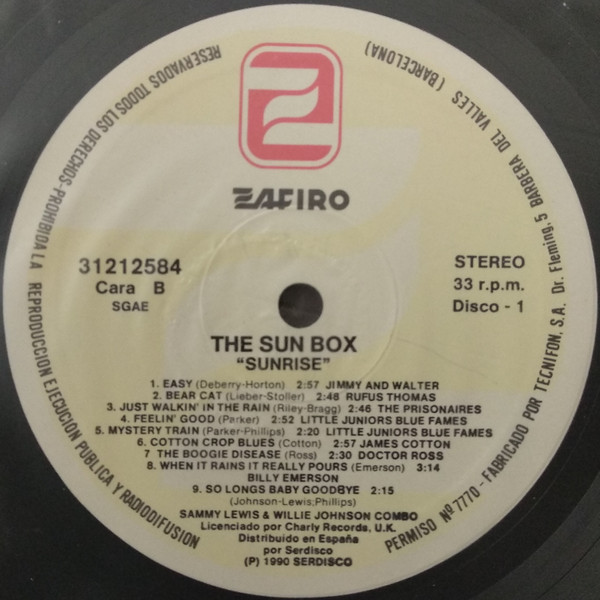 RESERVADOS TODOS LOS DERECHOS-PROHIBIDA LA REPRODUCCION EJECUCION PUBLICA Y RADIODIFUSION
ZAFIRO
31212584
Cara B
SGAE
STEREO
33 r.p.m.
Disco - 1
THE SUN BOX
"SUNRISE"
1. EASY (Deberry-Horton) 2:57 JIMMY AND WALTER
2. BEAR CAT (Lieber-Stoller) 2:48 RUFUS THOMAS
3. JUST WALKIN' IN THE RAIN (Riley-Bragg) 2:46 THE PRISONAIRES
4. FEELIN' GOOD (Parker) 2:52 LITTLE JUNIORS BLUE FAMES
5. MYSTERY TRAIN (Parker-Phillips) 2:20 LITTLE JUNIORS BLUE FAMES
6. COTTON CROP BLUES (Cotton) 2:57 JAMES COTTON
7 THE BOOGIE DISEASE (Ross) 2:30 DOCTOR ROSS
8. WHEN IT RAINS IT REALLY POURS (Emerson) 3:14
BILLY EMERSON
9. SO LONGS BABY GOODBYE 2:15
(Johnson-Lewis-Phillips)
SAMMY LEWIS & WILLIE JOHNSON COMBO
Licenciado por Charly Records, U.K.
Distribuido en España
por Serdisco
(P) 1990 SERDISCO
PERMISO Nº 7770 - FABRICADO POR TECNIFON, S.A. Dr. Fleming, 5 BARBERA DEL VALLES (BARCELONA)